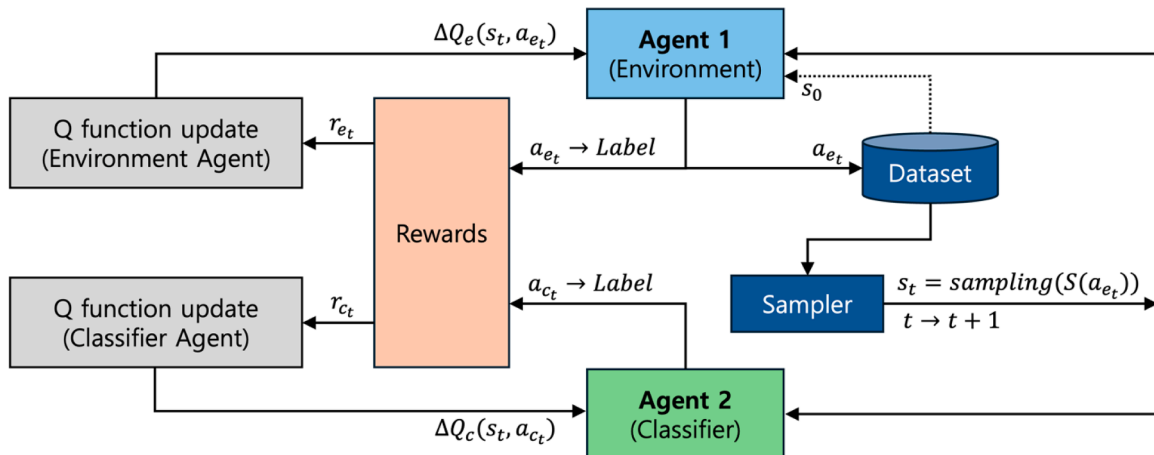 ΔQ_e(s_t, a_{e_t})
Agent 1
(Environment)
s_0
Q function update
(Environment Agent)
r_{e_t}
a_{e_t} → Label
a_{e_t}
Dataset
Rewards
Q function update
(Classifier Agent)
r_{c_t}
a_{c_t} → Label
Sampler
s_t = sampling(S(a_{e_t}))
t → t + 1
Agent 2
(Classifier)
ΔQ_c(s_t, a_{c_t})